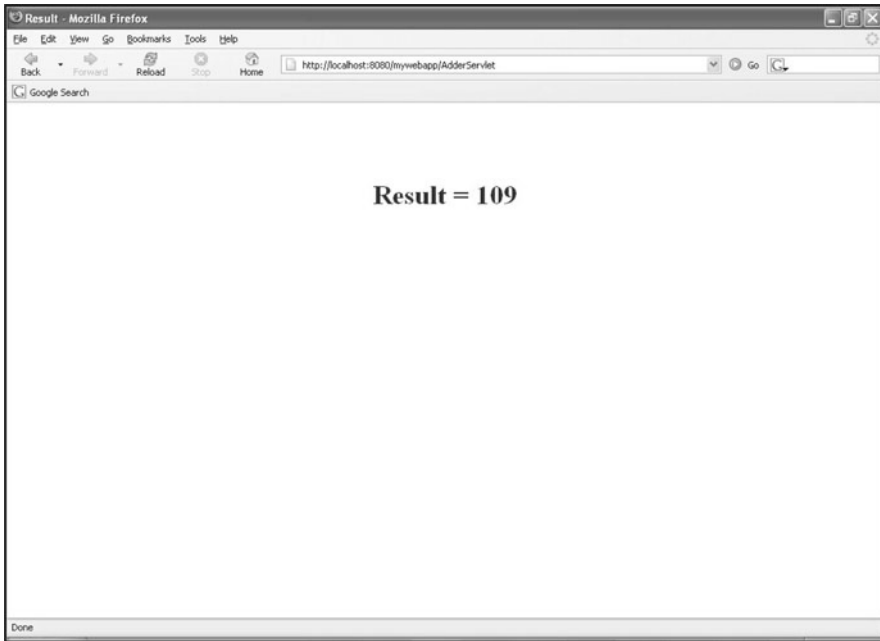 Result - Mozilla Firefox
File Edit View Go Bookmarks Tools Help
Back Forward Reload Stop Home http://localhost:8080/mywebapp/AdderServlet Go G
G Google Search
Result = 109
Done